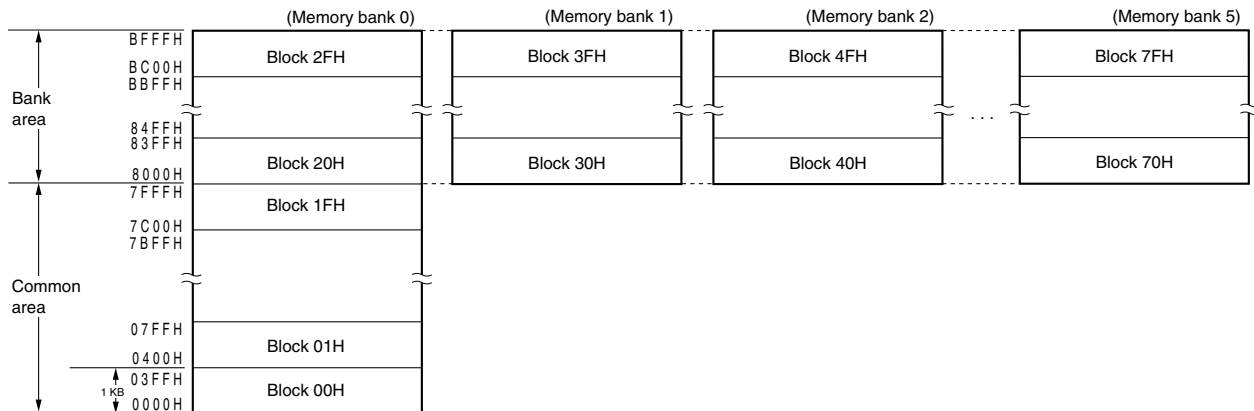 (Memory bank 0) (Memory bank 1) (Memory bank 2) (Memory bank 5)
BFFFH
Block 2FH Block 3FH Block 4FH Block 7FH
BC00H
BBFFH
Bank
area
. . .
84FFH
83FFH
Block 20H Block 30H Block 40H Block 70H
8000H
7FFFH
Block 1FH
7C00H
7BFFH
Common
area
07FFH
Block 01H
0400H
03FFH
1 KB
Block 00H
0000H